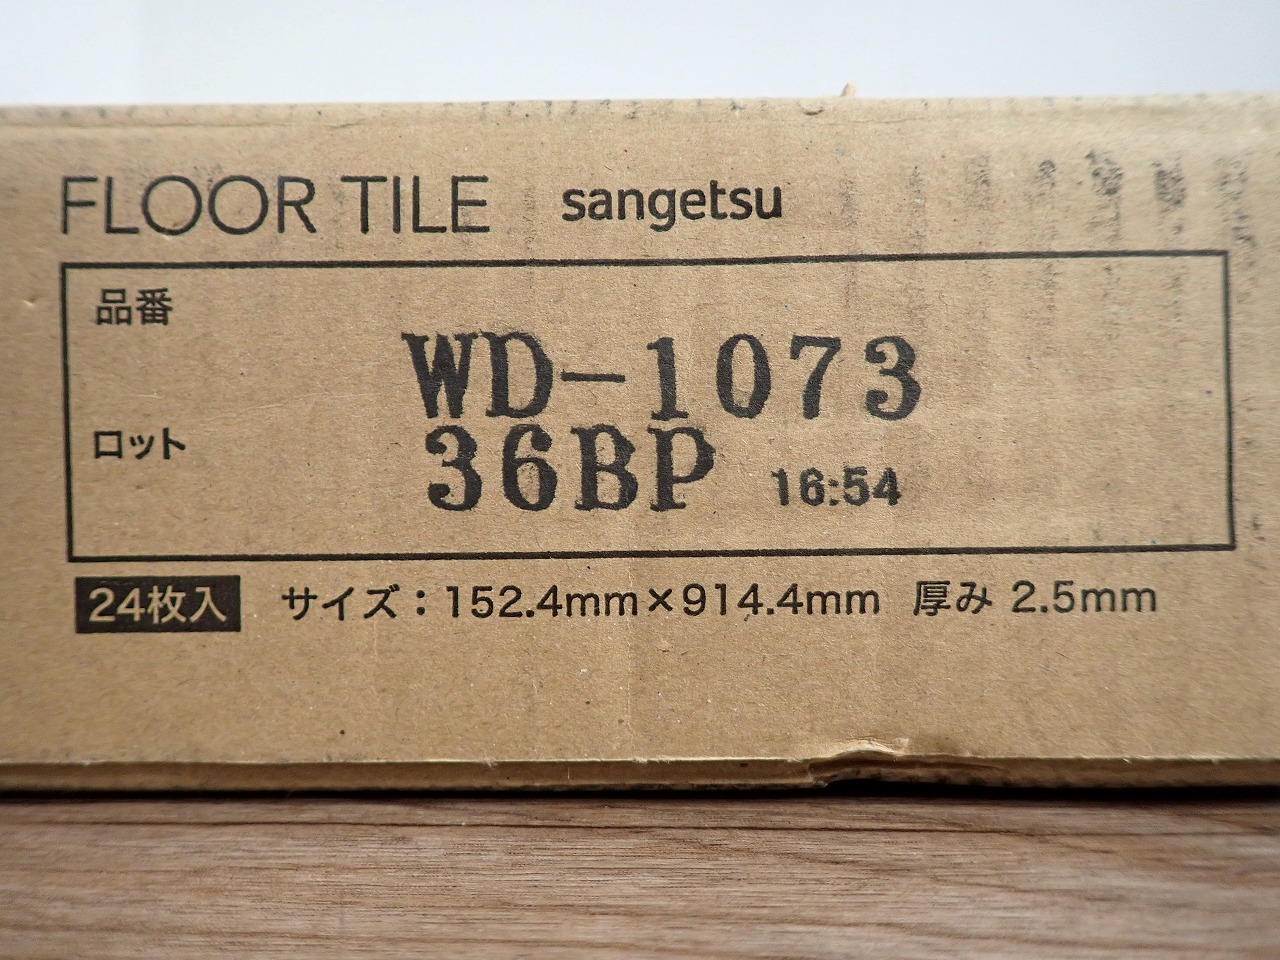 FLOOR TILE sangetsu
品番
WD-1073
ロット
36BP 16:54
24枚入 サイズ：152.4mm×914.4mm 厚み 2.5mm